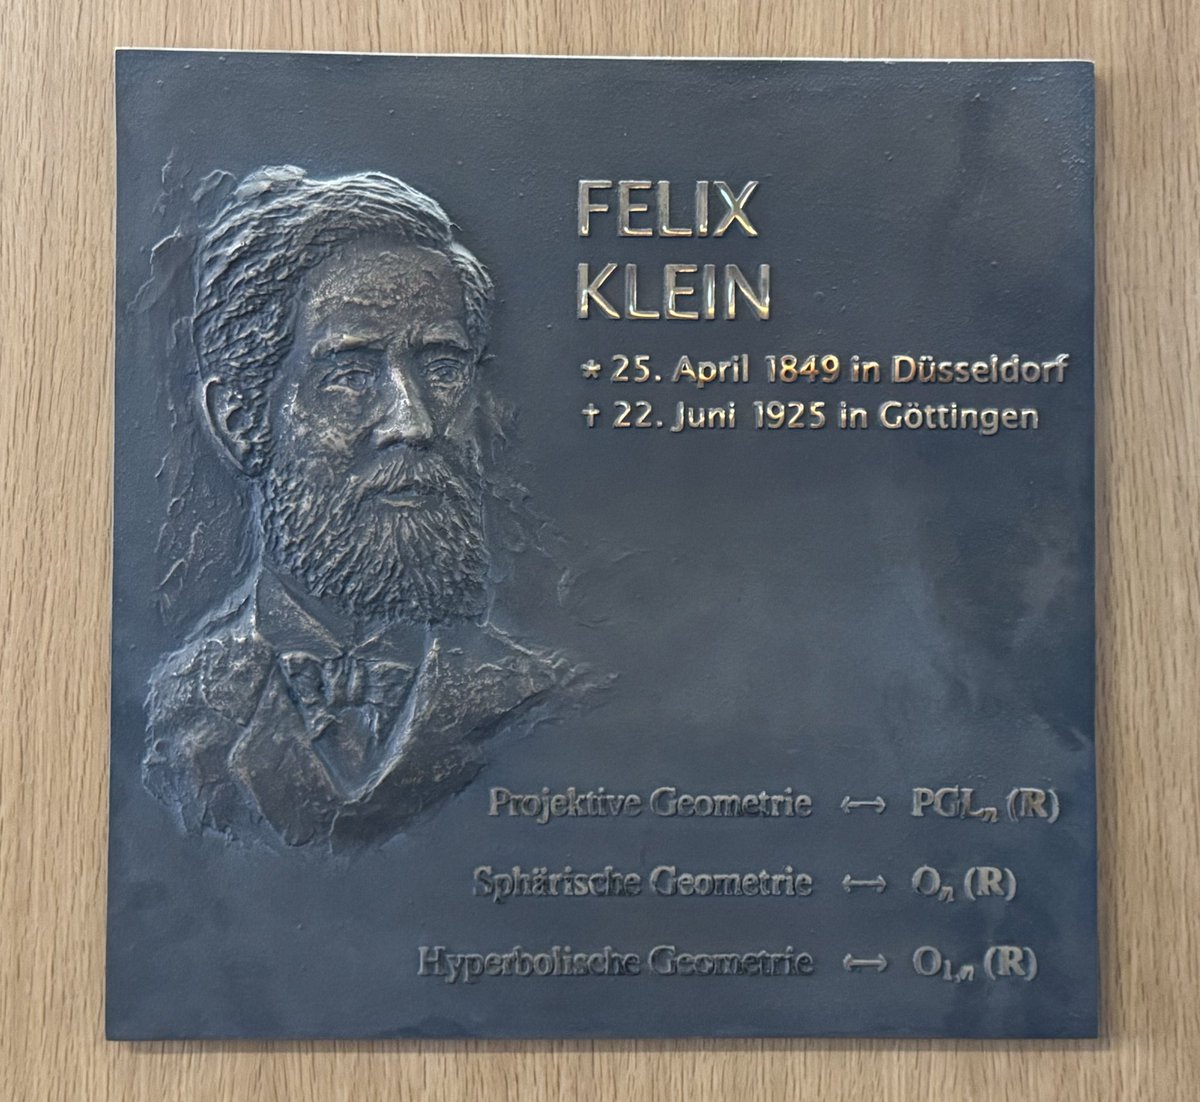 FELIX
KLEIN
* 25. April 1849 in Düsseldorf
† 22. Juni 1925 in Göttingen
Projektive Geometrie ↔ PGLₙ (R)
Sphärische Geometrie ↔ Oₙ (R)
Hyperbolische Geometrie ↔ O₁,ₙ (R)